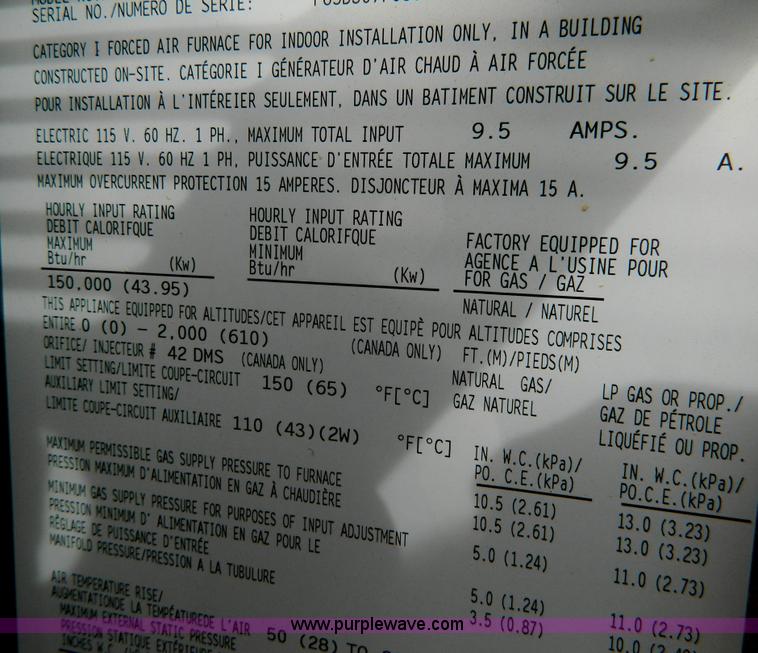 SERIAL NO./NUMERO DE SERIE:
CATEGORY I FORCED AIR FURNACE FOR INDOOR INSTALLATION ONLY, IN A BUILDING
CONSTRUCTED ON-SITE. CATÉGORIE I GÉNÉRATEUR D'AIR CHAUD À AIR FORCÉE
POUR INSTALLATION À L'INTÉREIER SEULEMENT, DANS UN BATIMENT CONSTRUIT SUR LE SITE.
ELECTRIC 115 V. 60 HZ. 1 PH., MAXIMUM TOTAL INPUT 9.5 AMPS.
ELECTRIQUE 115 V. 60 HZ 1 PH, PUISSANCE D'ENTRÉE TOTALE MAXIMUM 9.5 A.
MAXIMUM OVERCURRENT PROTECTION 15 AMPERES. DISJONCTEUR À MAXIMA 15 A.
HOURLY INPUT RATING
DEBIT CALORIFQUE
MAXIMUM
Btu/hr (Kw)
150,000 (43.95)
HOURLY INPUT RATING
DEBIT CALORIFQUE
MINIMUM
Btu/hr (Kw)
FACTORY EQUIPPED FOR
AGENCE A L'USINE POUR
FOR GAS / GAZ
NATURAL / NATUREL
THIS APPLIANCE EQUIPPED FOR ALTITUDES/CET APPAREIL EST EQUIPÈ POUR ALTITUDES COMPRISES
ENTIRE 0 (0) - 2,000 (610) (CANADA ONLY) FT.(M)/PIEDS(M)
ORIFICE/ INJECTEUR # 42 DMS (CANADA ONLY)
LIMIT SETTING/LIMITE COUPE-CIRCUIT 150 (65) °F[°C]
AUXILIARY LIMIT SETTING/
LIMITE COUPE-CIRCUIT AUXILIAIRE 110 (43)(2W) °F[°C]
NATURAL GAS/
GAZ NATUREL
IN. W.C.(kPa)/
PO. C.E.(kPa)
LP GAS OR PROP./
GAZ DE PÉTROLE
LIQUÉFIÉ OU PROP.
IN. W.C.(kPa)/
PO.C.E.(kPa)
MAXIMUM PERMISSIBLE GAS SUPPLY PRESSURE TO FURNACE 10.5 (2.61) 13.0 (3.23)
PRESSION MAXIMUM D'ALIMENTATION EN GAZ À CHAUDIÈRE 10.5 (2.61) 13.0 (3.23)
MINIMUM GAS SUPPLY PRESSURE FOR PURPOSES OF INPUT ADJUSTMENT 5.0 (1.24) 11.0 (2.73)
PRESSION MINIMUM D' ALIMENTATION EN GAZ POUR LE
RÉGLAGE DE PUISSANCE D'ENTRÉE 5.0 (1.24) 11.0 (2.73)
MANIFOLD PRESSURE/PRESSION A LA TUBULURE 3.5 (0.87) 10.0
AIR TEMPERATURE RISE/
AUGMENTATIONDE LA TEMPÉATUREDE L'AIR 50 (28) TO
MAXIMUM EXTERNAL STATIC PRESSURE
PRESSION STATIQUE
INCHES W.C.
www.purplewave.com